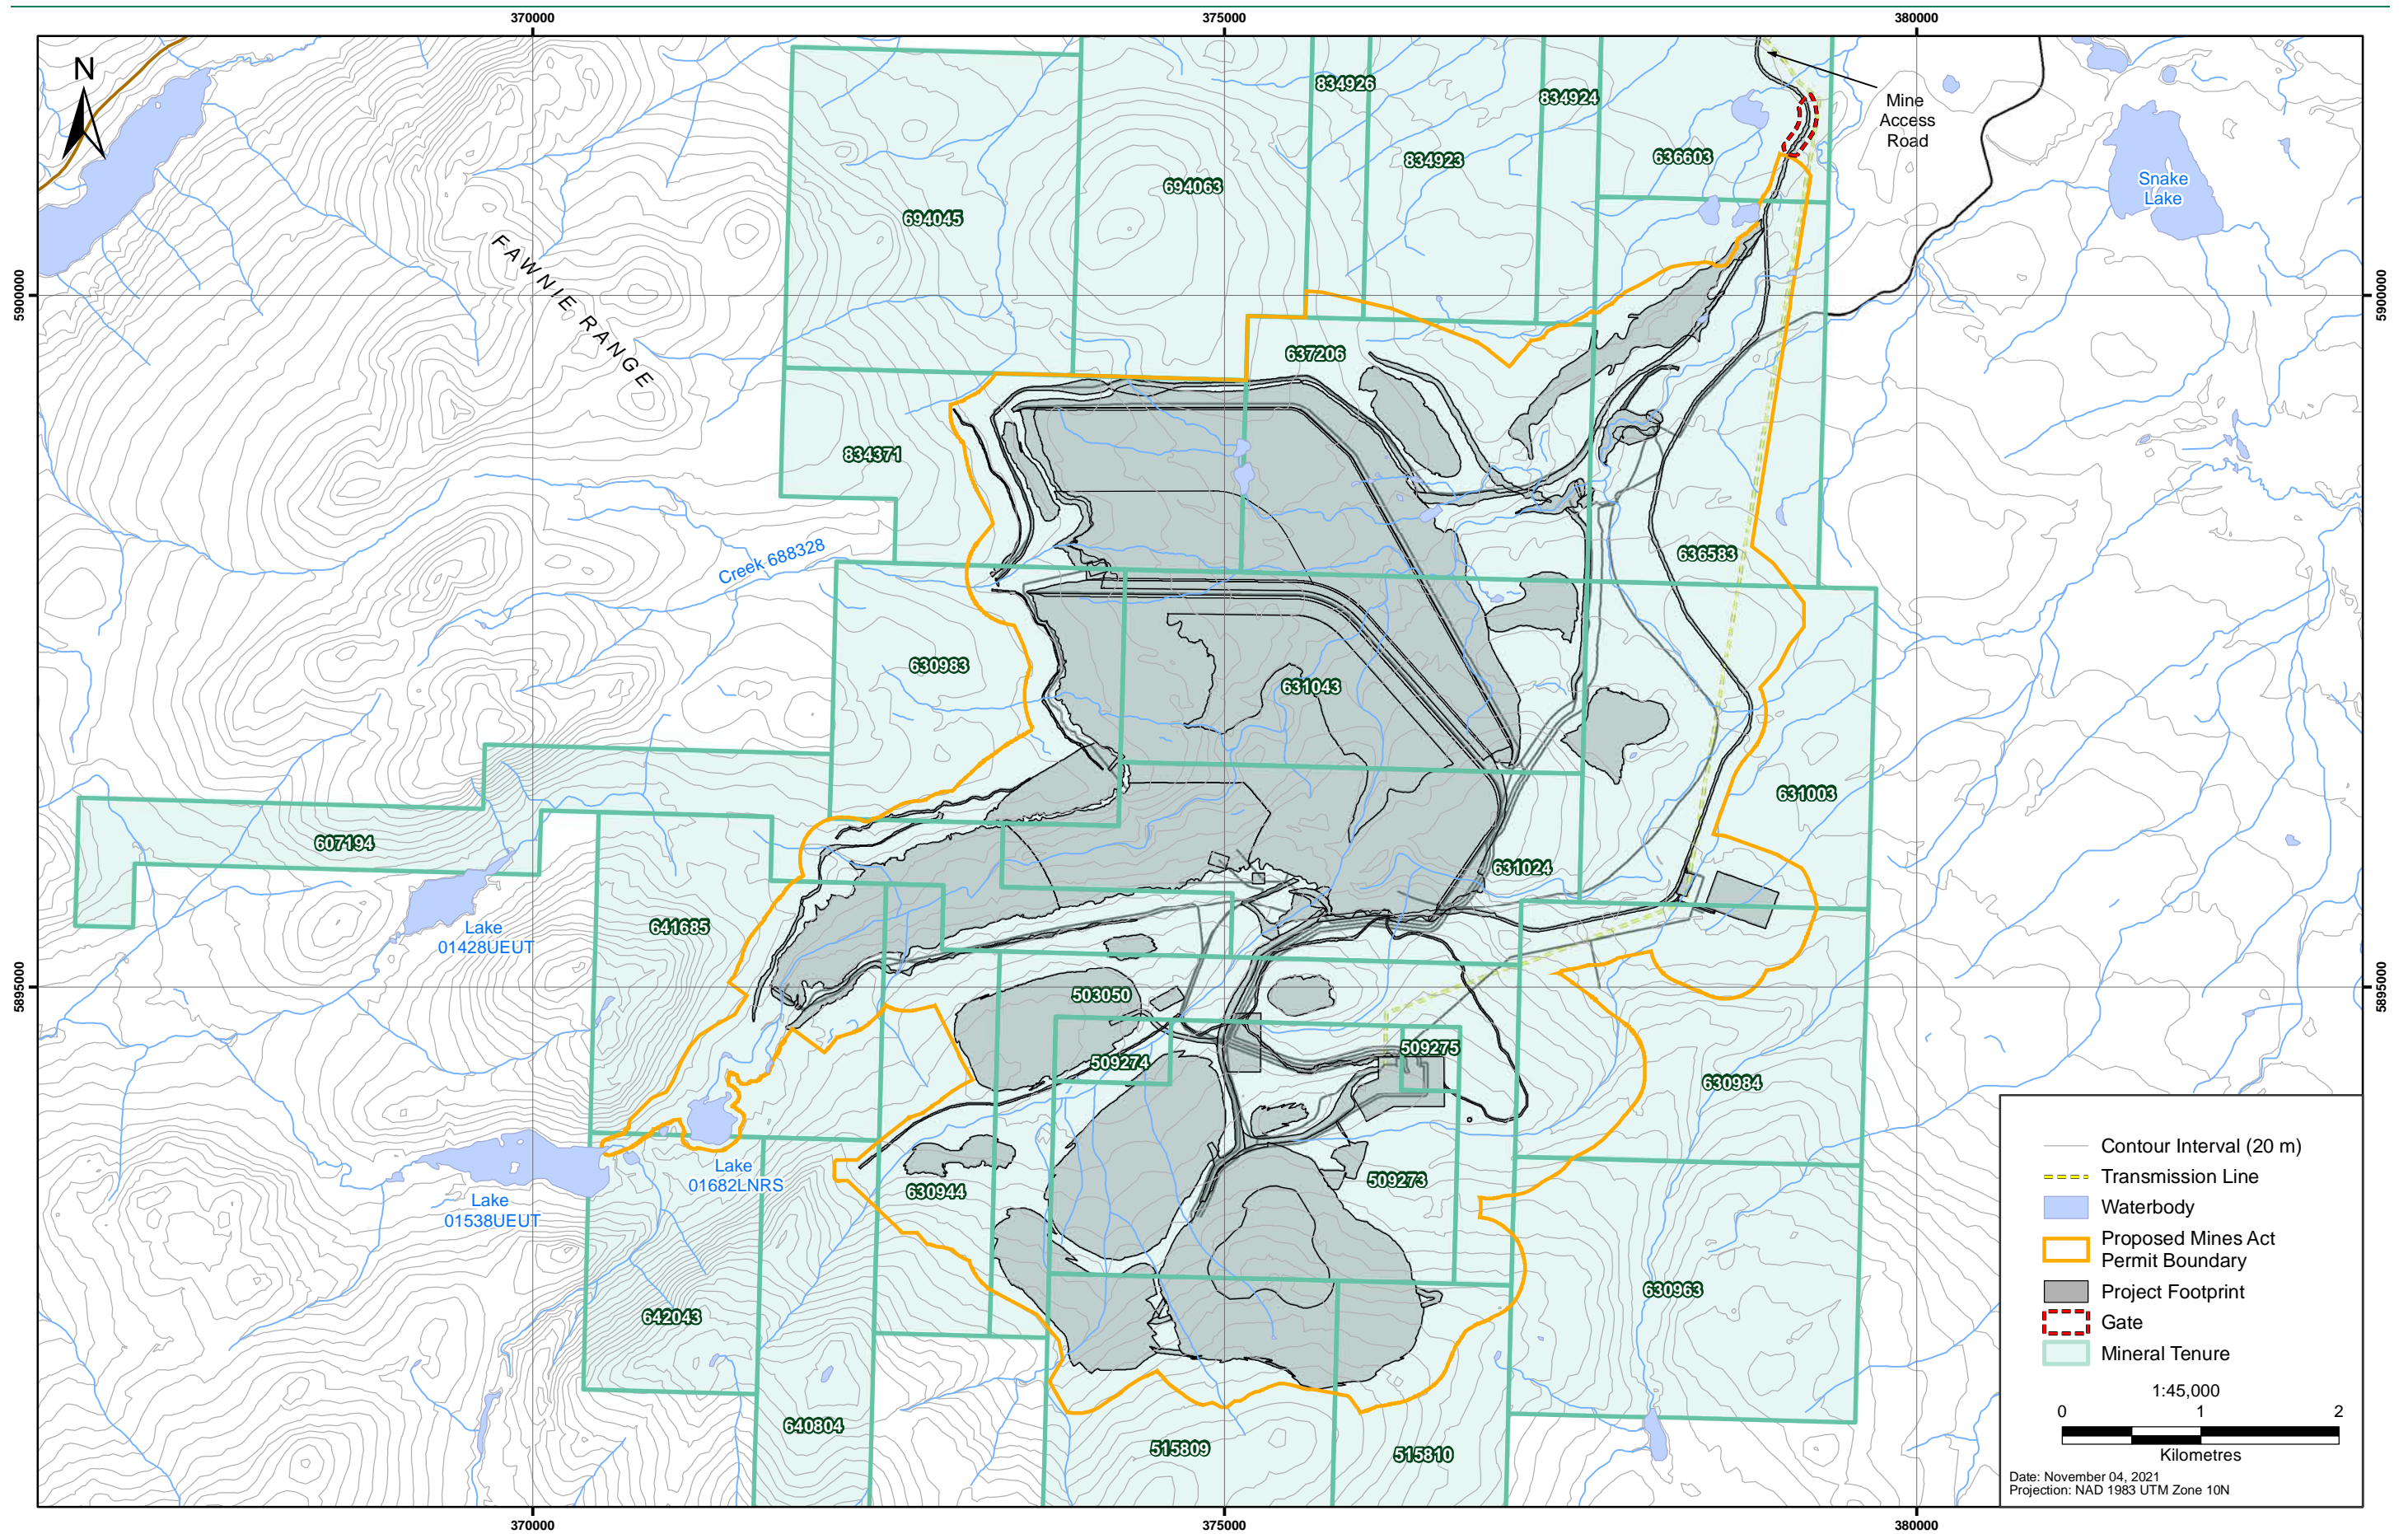 370000
375000
380000
N
834926
834924
Mine
Access
Road
834923
636603
694063
Snake
Lake
694045
FAWNIE RANGE
5900000
5900000
637206
834371
636583
Creek 688328
630983
631043
631003
607194
631024
641685
Lake
01428UEUT
5895000
5895000
503050
509274
509275
630984
Lake
01682LNRS
509273
630944
Lake
01538UEUT
630963
642043
640804
515809
515810
Contour Interval (20 m)
Transmission Line
Waterbody
Proposed Mines Act
Permit Boundary
Project Footprint
Gate
Mineral Tenure
1:45,000
0 1 2
Kilometres
Date: November 04, 2021
Projection: NAD 1983 UTM Zone 10N
370000
375000
380000